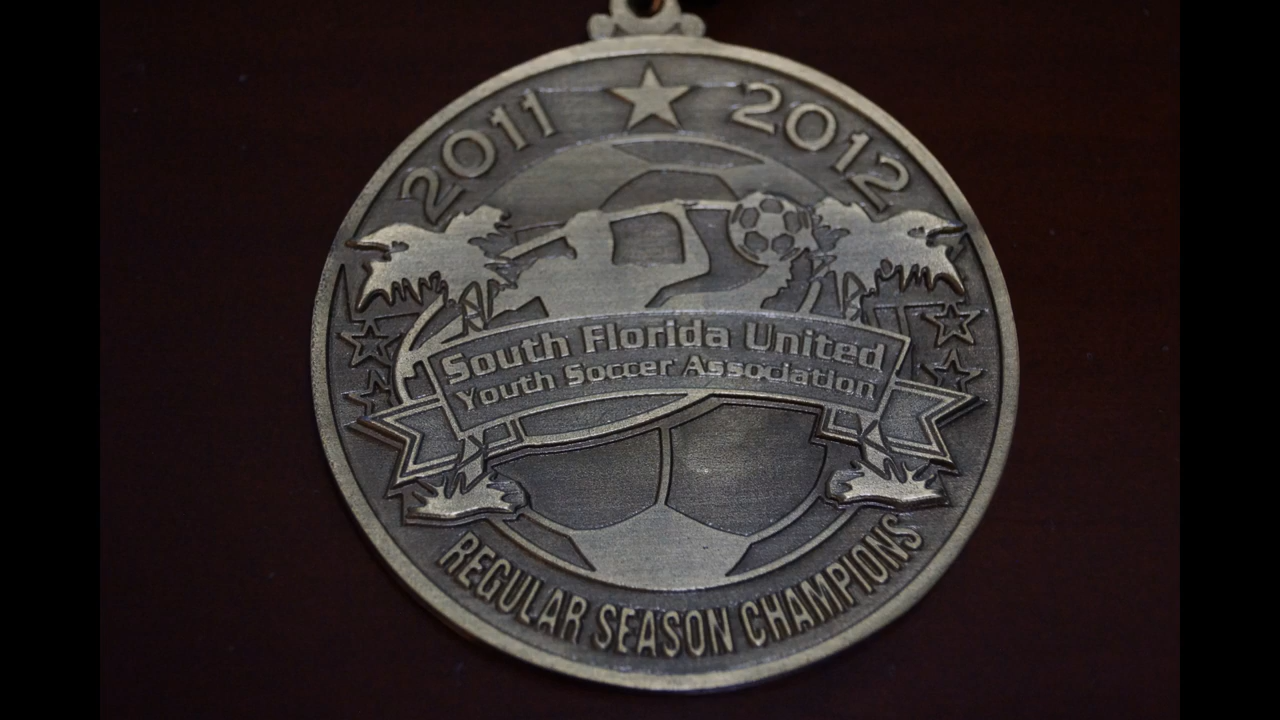 2011 2012
South Florida United
Youth Soccer Association
REGULAR SEASON CHAMPIONS